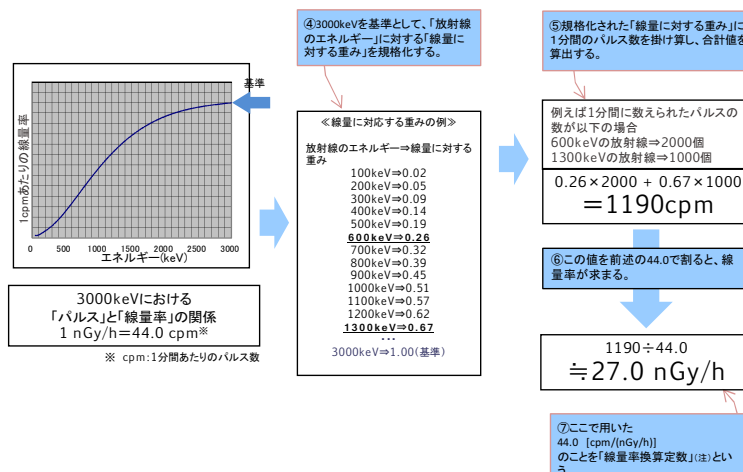 ④3000keVを基準として、「放射線
のエネルギー」に対する「線量に
対する重み」を規格化する。
⑤規格化された「線量に対する重み」に
1分間のパルス数を掛け算し、合計値を
算出する。
基準
1cpmあたりの線量率
0 500 1000 1500 2000 2500 3000
エネルギー(keV)
3000keVにおける
「パルス」と「線量率」の関係
1 nGy/h=44.0 cpm※
※ cpm:1分間あたりのパルス数
≪線量に対応する重みの例≫
放射線のエネルギー⇒線量に対する
重み
100keV⇒0.02
200keV⇒0.05
300keV⇒0.09
400keV⇒0.14
500keV⇒0.19
600keV⇒0.26
700keV⇒0.32
800keV⇒0.39
900keV⇒0.45
1000keV⇒0.51
1100keV⇒0.57
1200keV⇒0.62
1300keV⇒0.67
…
3000keV⇒1.00(基準)
例えば1分間に数えられたパルスの
数が以下の場合
600keVの放射線⇒2000個
1300keVの放射線⇒1000個
0.26×2000 + 0.67×1000
=1190cpm
⑥この値を前述の44.0で割ると、線
量率が求まる。
1190÷44.0
≒27.0 nGy/h
⑦ここで用いた
44.0 [cpm/(nGy/h)]
のことを「線量率換算定数」(注)とい
う